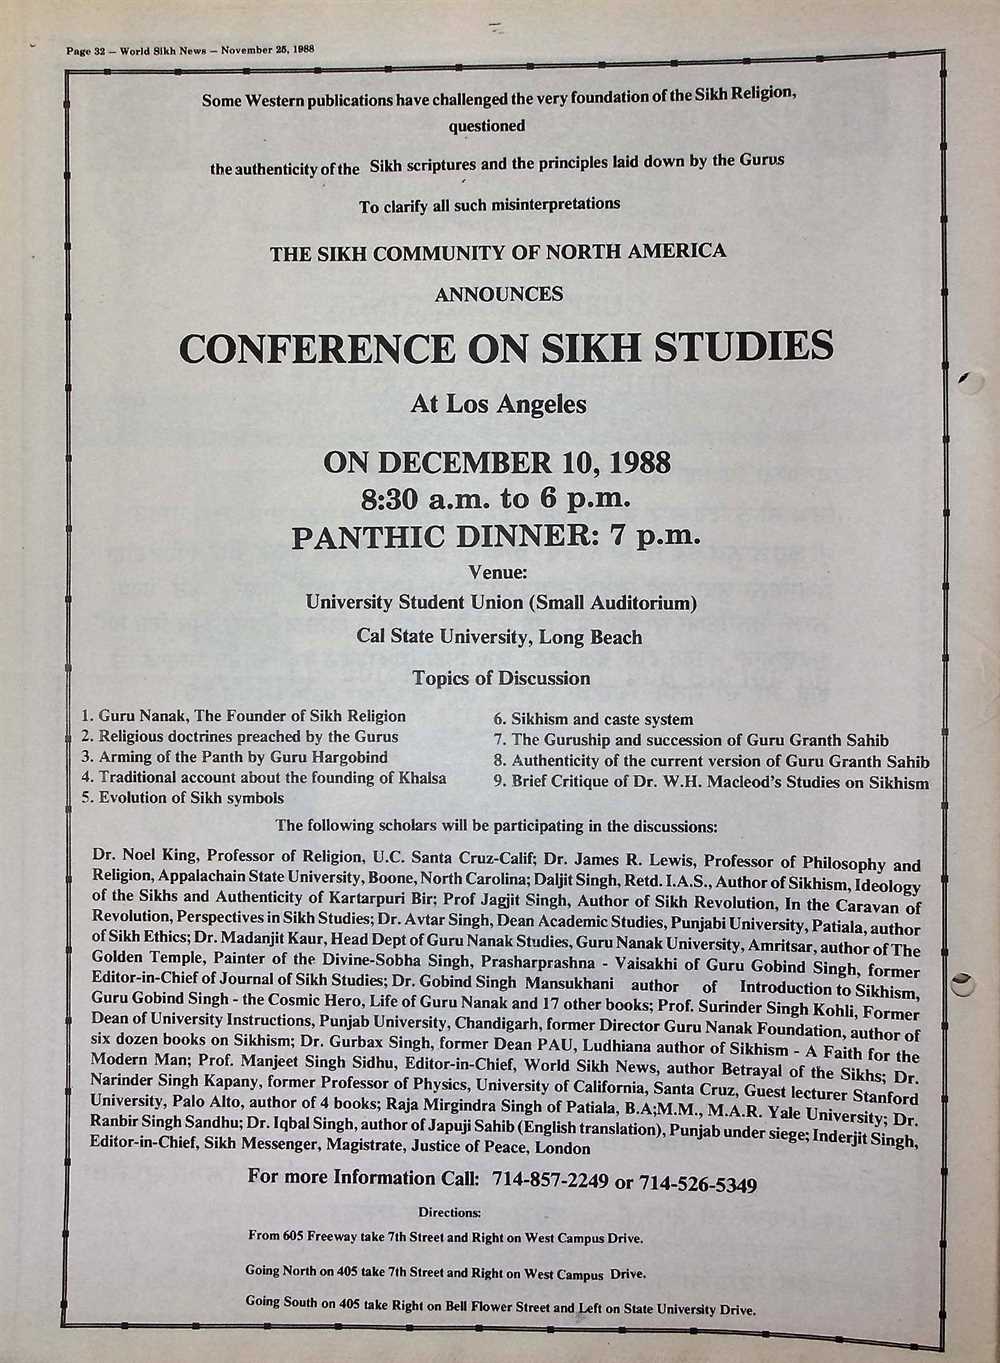 Page 32 — World Sikh News — November 25, 1988
Some Western publications have challenged the very foundation of the Sikh Religion,
questioned
the authenticity of the Sikh scriptures and the principles laid down by the Gurus
To clarify all such misinterpretations
THE SIKH COMMUNITY OF NORTH AMERICA
ANNOUNCES
CONFERENCE ON SIKH STUDIES
At Los Angeles
ON DECEMBER 10, 1988
8:30 a.m. to 6 p.m.
PANTHIC DINNER: 7 p.m.
Venue:
University Student Union (Small Auditorium)
Cal State University, Long Beach
Topics of Discussion
1. Guru Nanak, The Founder of Sikh Religion
2. Religious doctrines preached by the Gurus
3. Arming of the Panth by Guru Hargobind
4. Traditional account about the founding of Khalsa
5. Evolution of Sikh symbols
6. Sikhism and caste system
7. The Guruship and succession of Guru Granth Sahib
8. Authenticity of the current version of Guru Granth Sahib
9. Brief Critique of Dr. W.H. Macleod's Studies on Sikhism
The following scholars will be participating in the discussions:
Dr. Noel King, Professor of Religion, U.C. Santa Cruz-Calif; Dr. James R. Lewis, Professor of Philosophy and
Religion, Appalachain State University, Boone, North Carolina; Daljit Singh, Retd. I.A.S., Author of Sikhism, Ideology
of the Sikhs and Authenticity of Kartarpuri Bir; Prof Jagjit Singh, Author of Sikh Revolution, In the Caravan of
Revolution, Perspectives in Sikh Studies; Dr. Avtar Singh, Dean Academic Studies, Punjabi University, Patiala, author
of Sikh Ethics; Dr. Madanjit Kaur, Head Dept of Guru Nanak Studies, Guru Nanak University, Amritsar, author of The
Golden Temple, Painter of the Divine-Sobha Singh, Prasharprashna - Vaisakhi of Guru Gobind Singh, former
Editor-in-Chief of Journal of Sikh Studies; Dr. Gobind Singh Mansukhani author of Introduction to Sikhism,
Guru Gobind Singh - the Cosmic Hero, Life of Guru Nanak and 17 other books; Prof. Surinder Singh Kohli, Former
Dean of University Instructions, Punjab University, Chandigarh, former Director Guru Nanak Foundation, author of
six dozen books on Sikhism; Dr. Gurbax Singh, former Dean PAU, Ludhiana author of Sikhism - A Faith for the
Modern Man; Prof. Manjeet Singh Sidhu, Editor-in-Chief, World Sikh News, author Betrayal of the Sikhs; Dr.
Narinder Singh Kapany, former Professor of Physics, University of California, Santa Cruz, Guest lecturer Stanford
University, Palo Alto, author of 4 books; Raja Mirgindra Singh of Patiala, B.A;M.M., M.A.R. Yale University; Dr.
Ranbir Singh Sandhu; Dr. Iqbal Singh, author of Japuji Sahib (English translation), Punjab under siege; Inderjit Singh,
Editor-in-Chief, Sikh Messenger, Magistrate, Justice of Peace, London
For more Information Call: 714-857-2249 or 714-526-5349
Directions:
From 605 Freeway take 7th Street and Right on West Campus Drive.
Going North on 405 take 7th Street and Right on West Campus Drive.
Going South on 405 take Right on Bell Flower Street and Left on State University Drive.